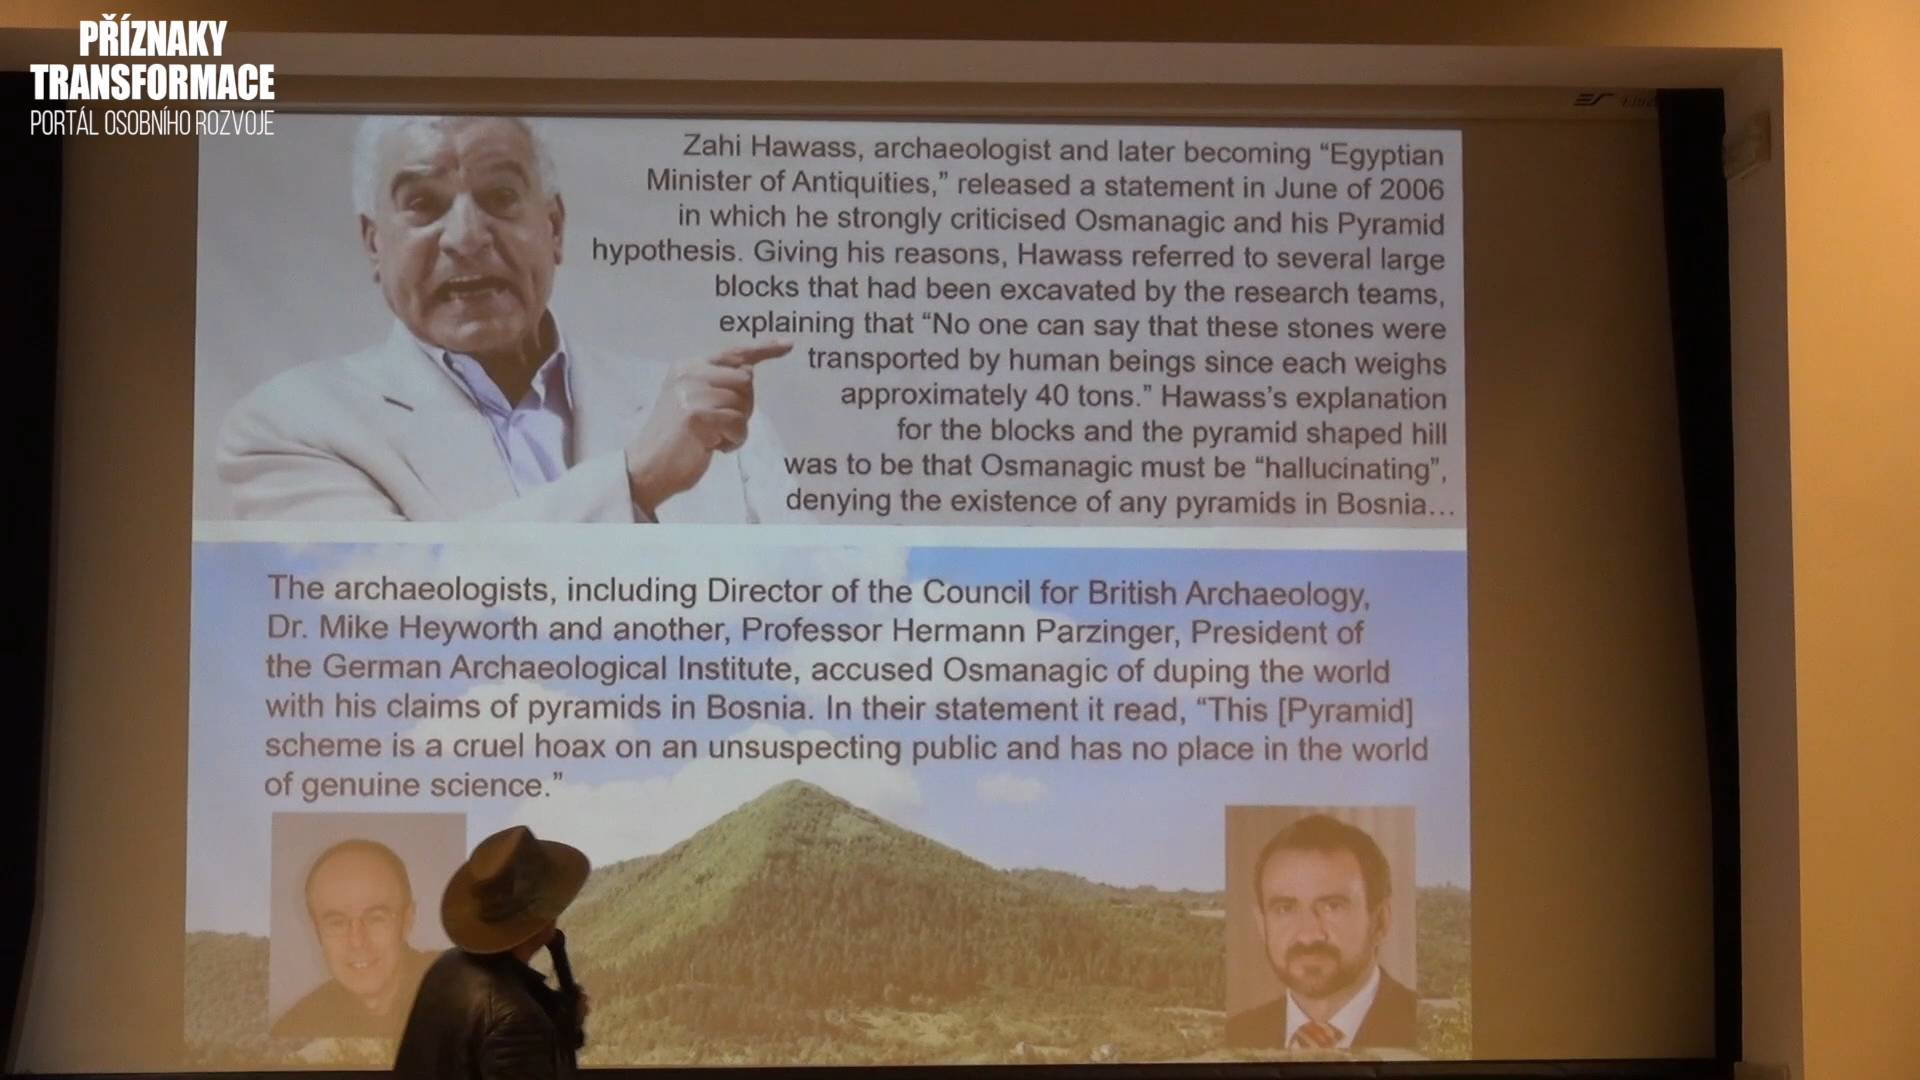 PŘÍZNAKY
TRANSFORMACE
PORTÁL OSOBNÍHO ROZVOJE
Zahi Hawass, archaeologist and later becoming “Egyptian
Minister of Antiquities,” released a statement in June of 2006
in which he strongly criticised Osmanagic and his Pyramid
hypothesis. Giving his reasons, Hawass referred to several large
blocks that had been excavated by the research teams,
explaining that “No one can say that these stones were
transported by human beings since each weighs
approximately 40 tons.” Hawass’s explanation
for the blocks and the pyramid shaped hill
was to be that Osmanagic must be “hallucinating”,
denying the existence of any pyramids in Bosnia…
The archaeologists, including Director of the Council for British Archaeology,
Dr. Mike Heyworth and another, Professor Hermann Parzinger, President of
the German Archaeological Institute, accused Osmanagic of duping the world
with his claims of pyramids in Bosnia. In their statement it read, “This [Pyramid]
scheme is a cruel hoax on an unsuspecting public and has no place in the world
of genuine science.”